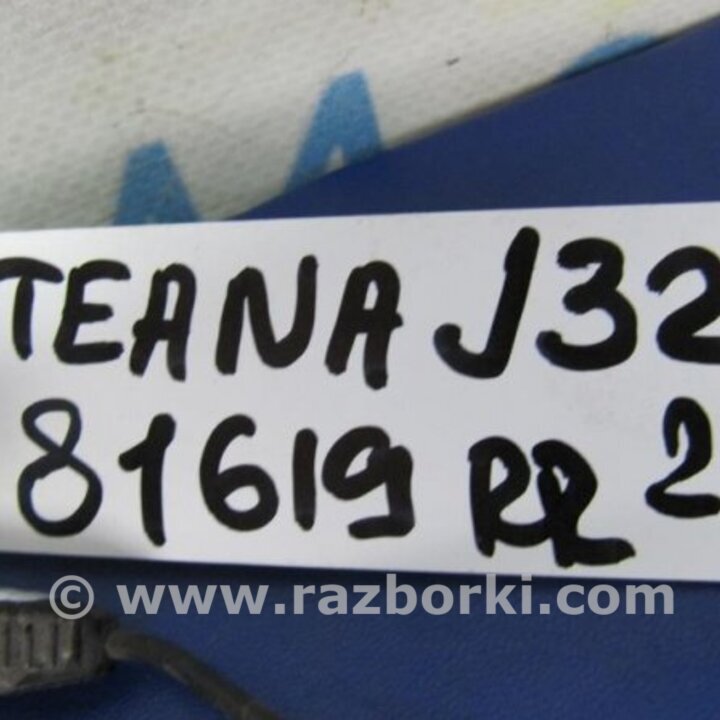 TEANA J32
81619 RR 2
© www.razborki.com